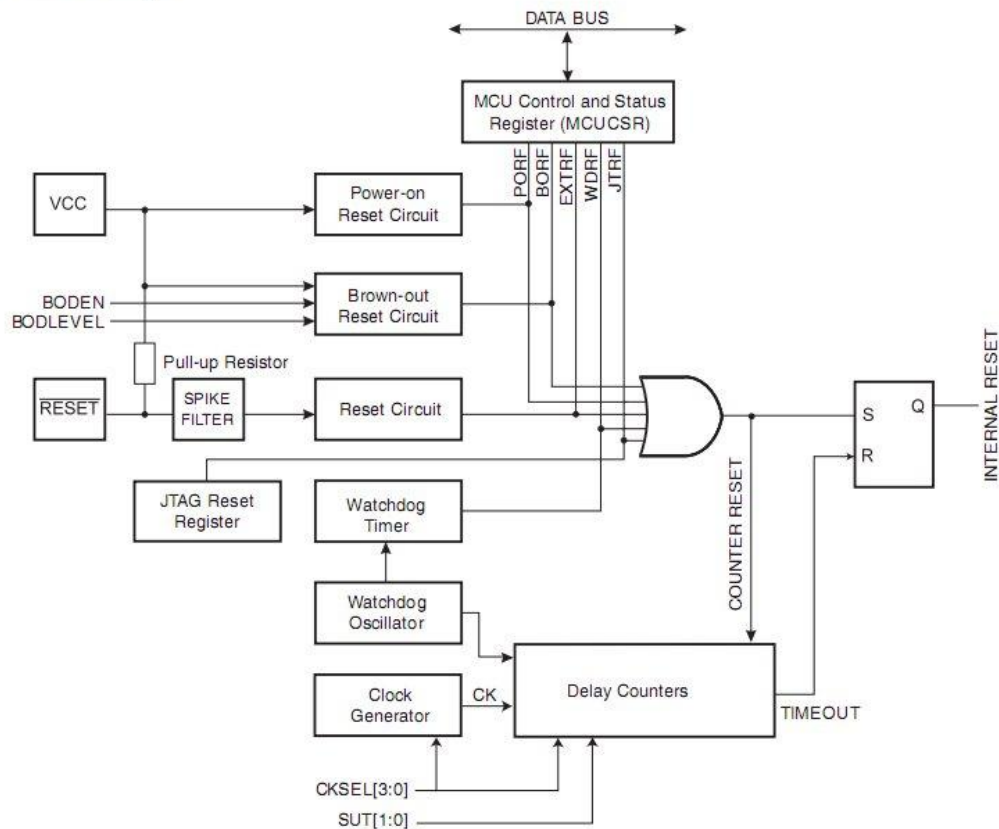 DATA BUS
MCU Control and Status
Register (MCUCSR)
PORF
BORF
EXTRF
WDRF
JTRF
VCC
Power-on
Reset Circuit
BODEN
BODLEVEL
Brown-out
Reset Circuit
Pull-up Resistor
RESET
SPIKE
FILTER
Reset Circuit
JTAG Reset
Register
Watchdog
Timer
Watchdog
Oscillator
Clock
Generator
CK
Delay Counters
COUNTER RESET
TIMEOUT
S
R
Q
INTERNAL RESET
CKSEL[3:0]
SUT[1:0]